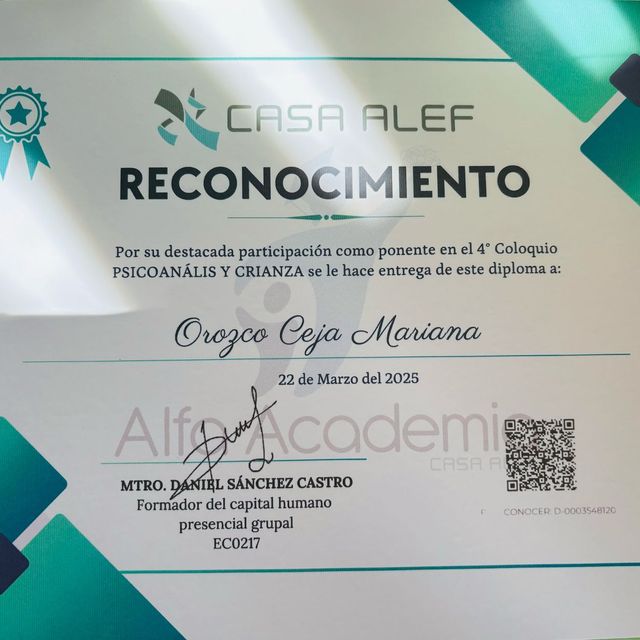 CASA ALEF
RECONOCIMIENTO
Por su destacada participación como ponente en el 4° Coloquio
PSICOANÁLIS Y CRIANZA se le hace entrega de este diploma a:
Orozco Ceja Mariana
22 de Marzo del 2025
Alfa Academic
CASA
MTRO. DANIEL SÁNCHEZ CASTRO
Formador del capital humano
presencial grupal
EC0217
CONOCER: D-0003548120